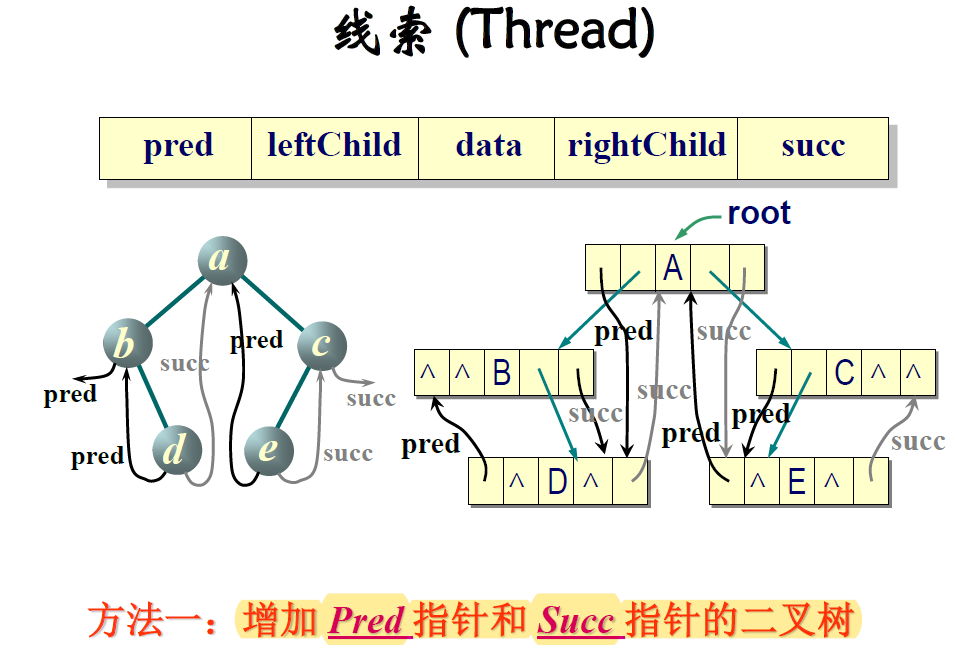 线索 (Thread)
pred leftChild data rightChild succ
root
a
A
pred succ
b succ pred c
^ ^ B
C ^ ^
pred succ
succ succ pred pred
pred d e succ
pred succ
^ D ^
^ E ^
方法一：增加 Pred 指针和 Succ 指针的二叉树